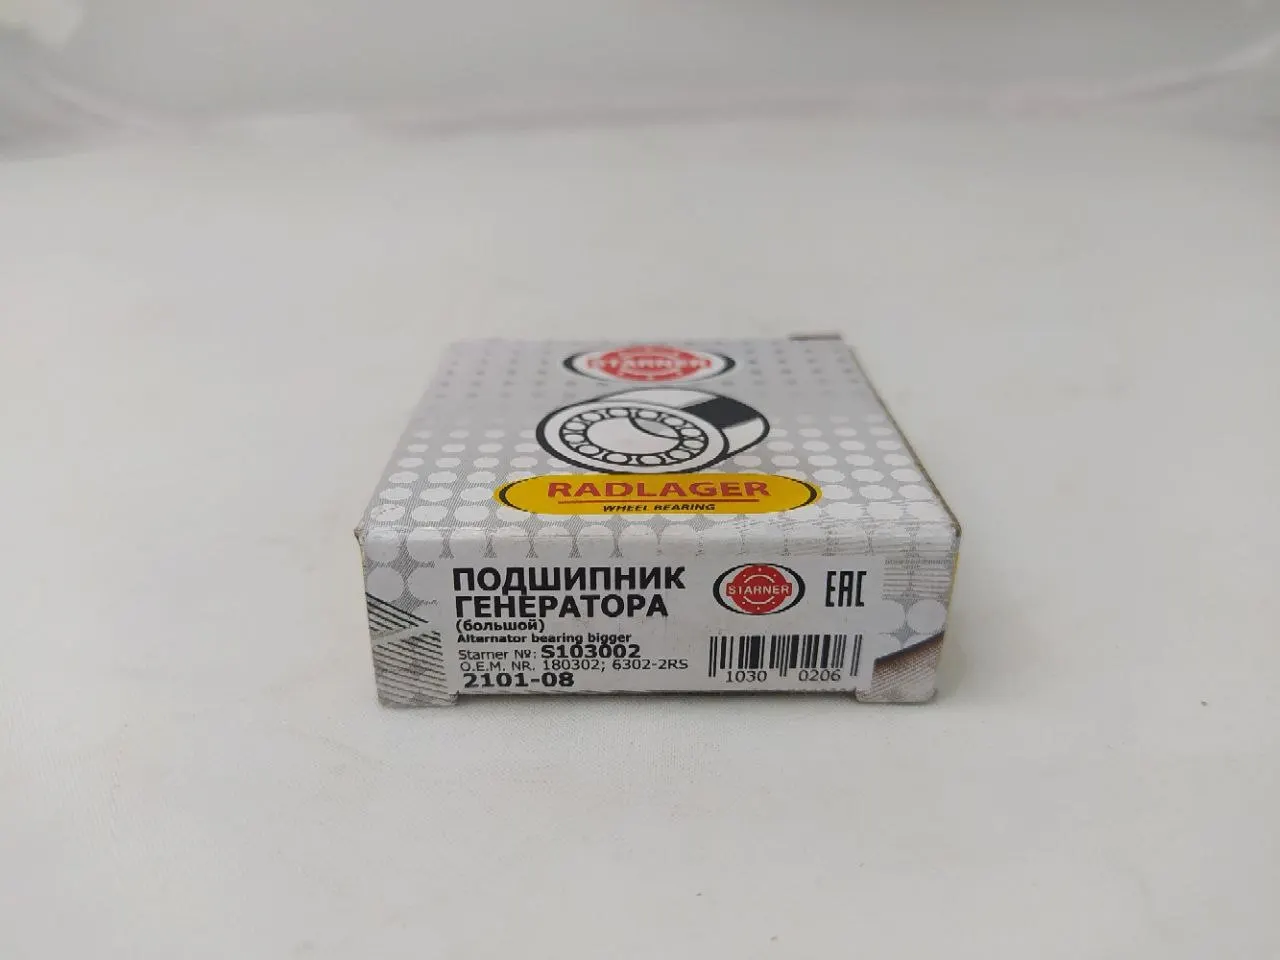 STARNER
RADLAGER
WHEEL BEARING
ПОДШИПНИК
ГЕНЕРАТОРА
(большой)
Alternator bearing bigger
Starner №: S103002
O.E.M. NR. 180302; 6302-2RS
2101-08
STARNER
EAC
1030 0206